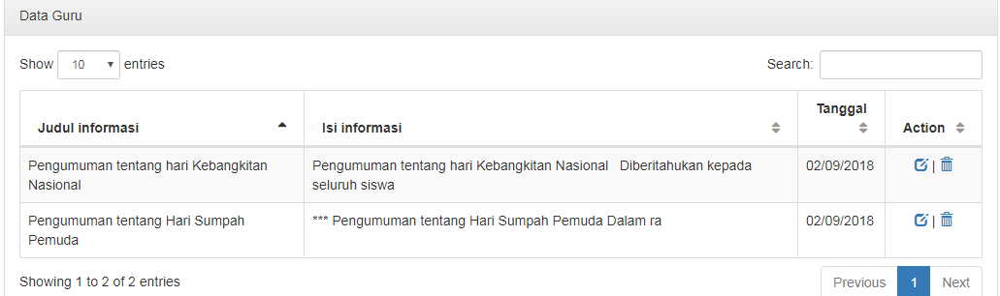 Data Guru
Show 10 entries Search:
Judul informasi Isi informasi Tanggal Action
Pengumuman tentang hari Kebangkitan Pengumuman tentang hari Kebangkitan Nasional Diberitahukan kepada 02/09/2018 |
Nasional seluruh siswa
Pengumuman tentang Hari Sumpah *** Pengumuman tentang Hari Sumpah Pemuda Dalam ra 02/09/2018 |
Pemuda
Showing 1 to 2 of 2 entries Previous 1 Next